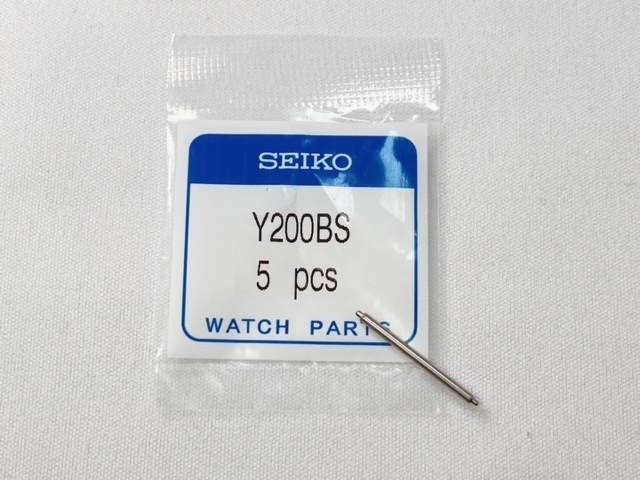 SEIKO
Y200BS
5 pcs
WATCH PARTS